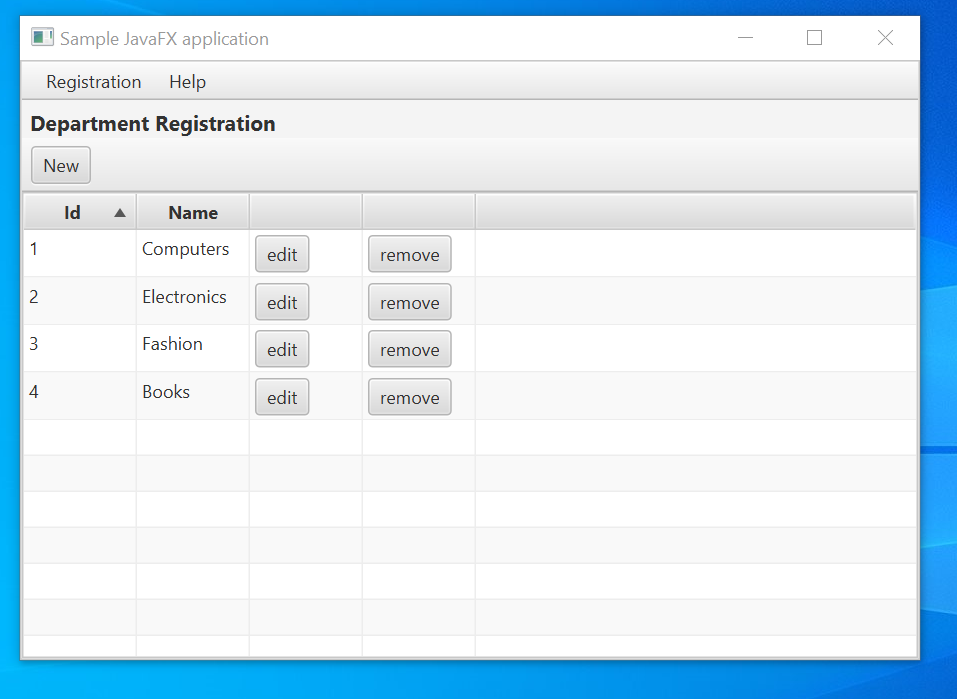 Sample JavaFX application
Registration Help
Department Registration
New
Id Name
1 Computers edit remove
2 Electronics edit remove
3 Fashion edit remove
4 Books edit remove